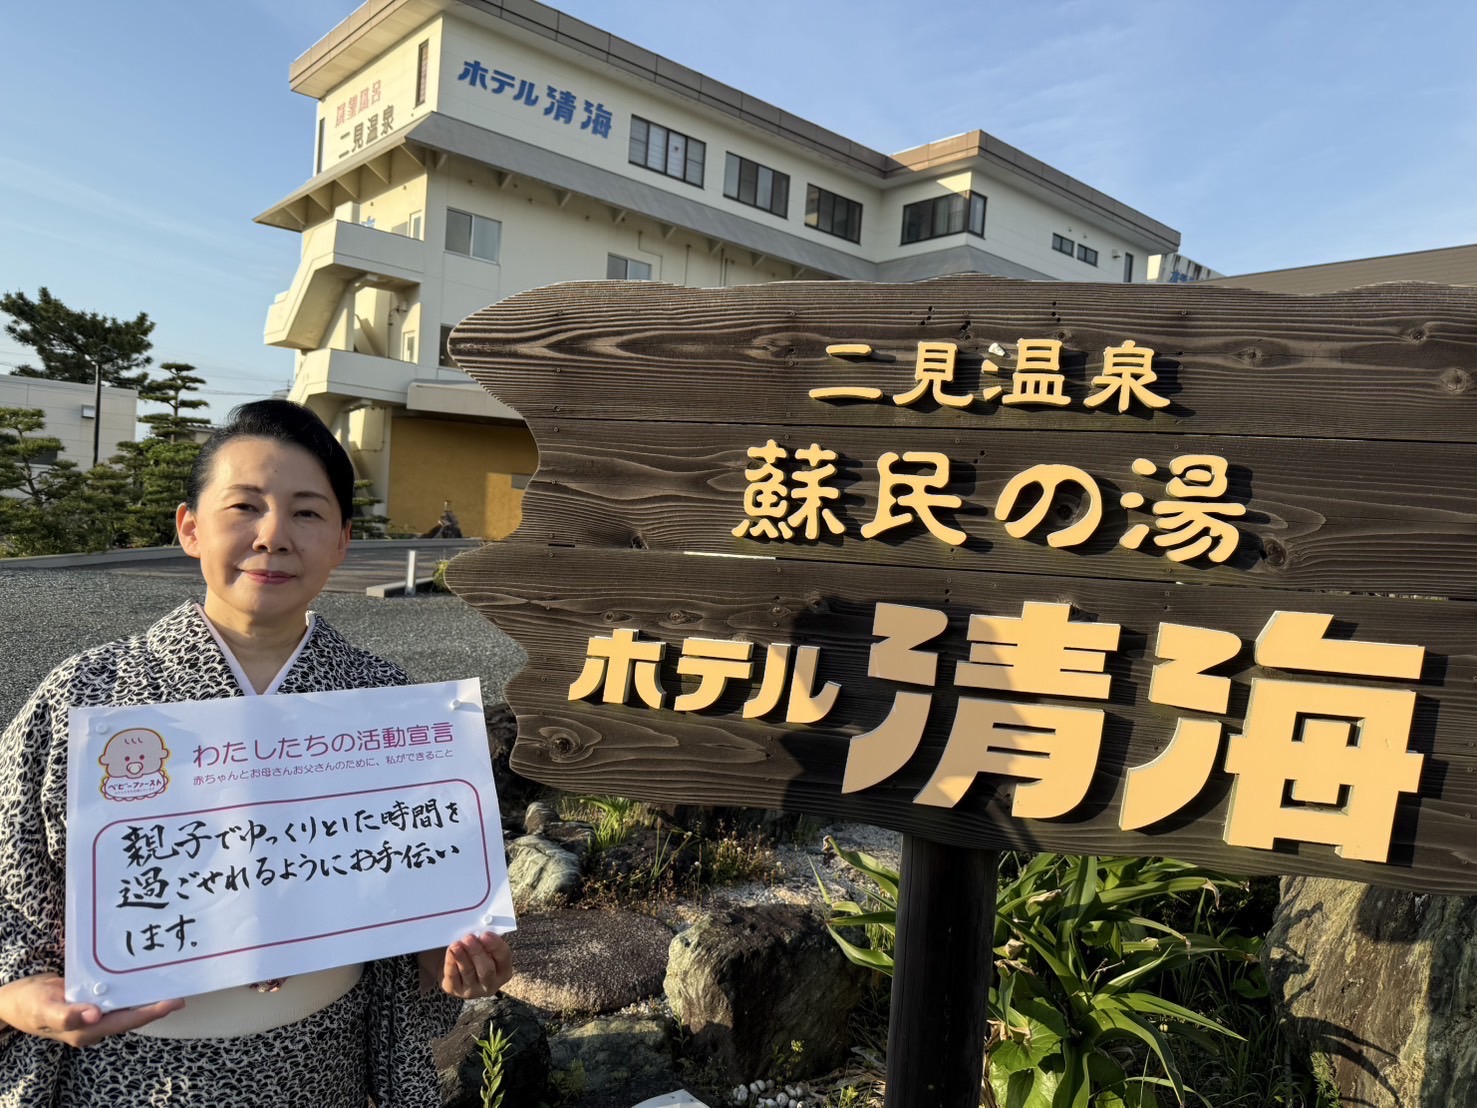 展望風呂
二見温泉
ホテル清海
二見温泉
蘇民の湯
ホテル清海
わたしたちの活動宣言
赤ちゃんとお母さんお父さんのために、私ができること
ベビーファースト
親子でゆっくりとした時間を
過ごせれるようにお手伝い
します。